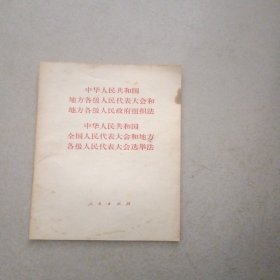 中华人民共和国
地方各级人民代表大会和
地方各级人民政府组织法
中华人民共和国
全国人民代表大会和地方
各级人民代表大会选举法
人民出版社